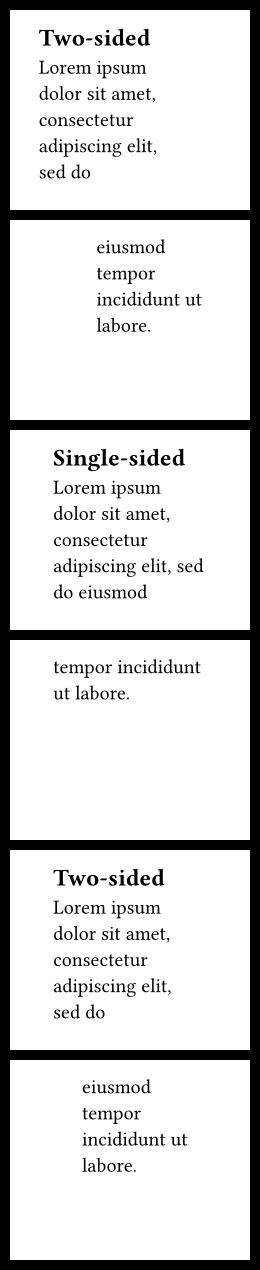 Two-sided
Lorem ipsum
dolor sit amet,
consectetur
adipiscing elit,
sed do
eiusmod
tempor
incididunt ut
labore.
Single-sided
Lorem ipsum
dolor sit amet,
consectetur
adipiscing elit, sed
do eiusmod
tempor incididunt
ut labore.
Two-sided
Lorem ipsum
dolor sit amet,
consectetur
adipiscing elit,
sed do
eiusmod
tempor
incididunt ut
labore.